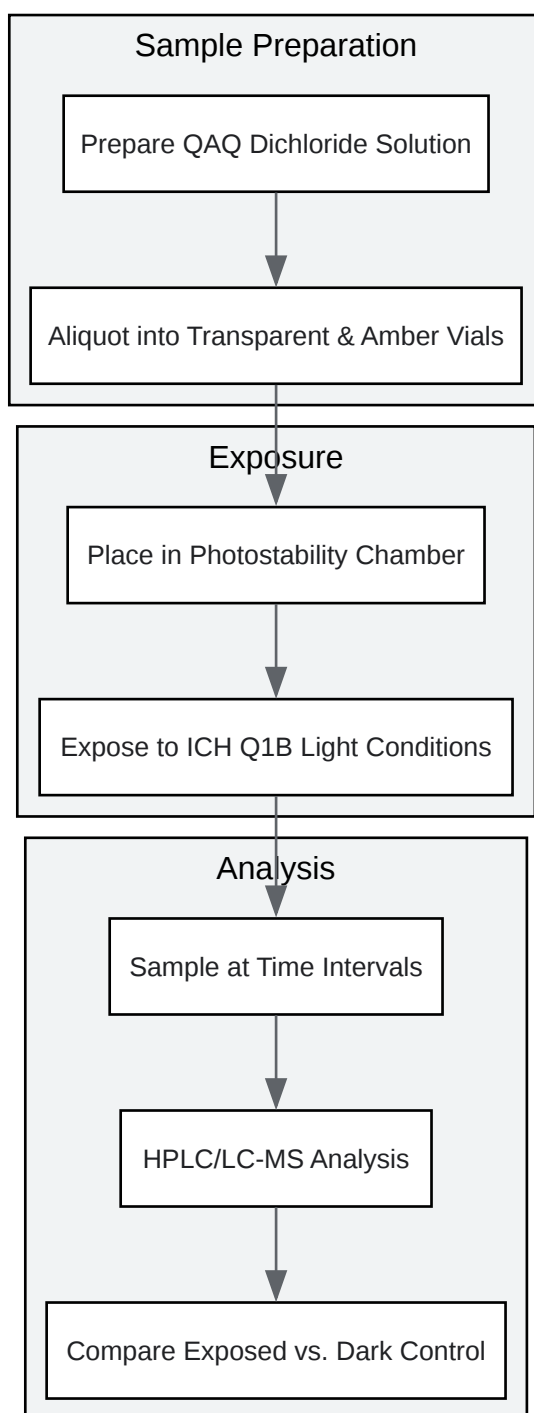 Sample Preparation
Prepare QAQ Dichloride Solution
Aliquot into Transparent & Amber Vials
Exposure
Place in Photostability Chamber
Expose to ICH Q1B Light Conditions
Analysis
Sample at Time Intervals
HPLC/LC-MS Analysis
Compare Exposed vs. Dark Control